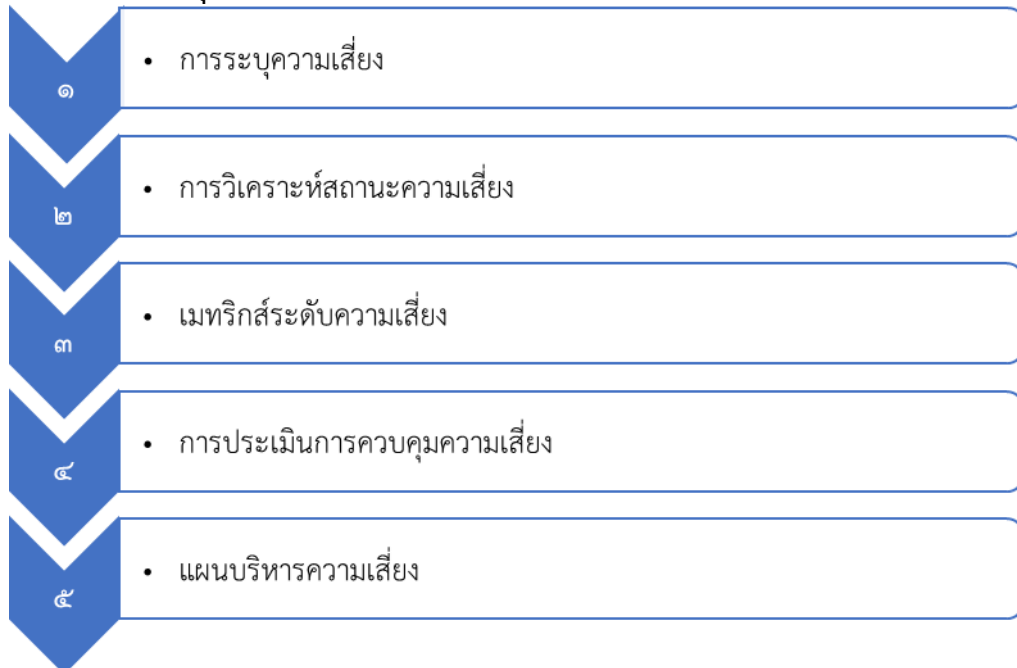 • การระบุความเสี่ยง
๑
• การวิเคราะห์สถานะความเสี่ยง
๒
• เมทริกส์ระดับความเสี่ยง
๓
• การประเมินการควบคุมความเสี่ยง
๔
• แผนบริหารความเสี่ยง
๕